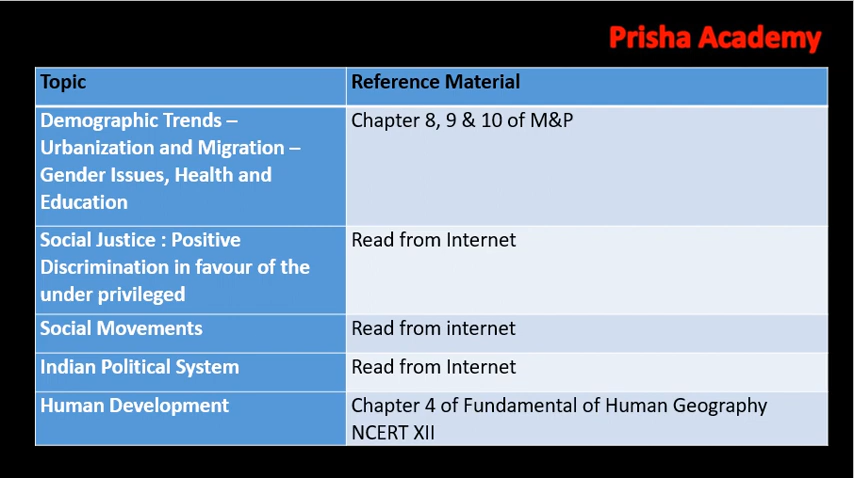 Prisha Academy
Topic
Reference Material
Demographic Trends –
Urbanization and Migration –
Gender Issues, Health and
Education
Chapter 8, 9 & 10 of M&P
Social Justice : Positive
Discrimination in favour of the
under privileged
Read from Internet
Social Movements
Read from internet
Indian Political System
Read from Internet
Human Development
Chapter 4 of Fundamental of Human Geography
NCERT XII